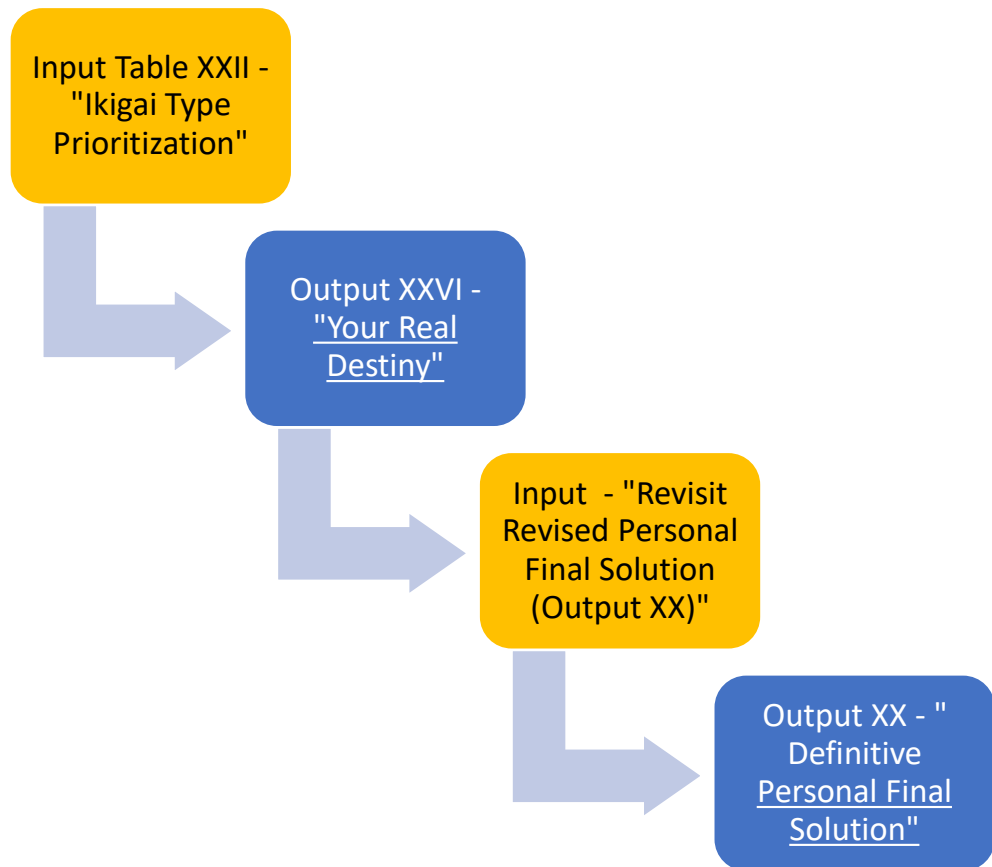 Input Table XXII -
"Ikigai Type
Prioritization"
Output XXVI -
"Your Real
Destiny"
Input  - "Revisit
Revised Personal
Final Solution
(Output XX)"
Output XX - "
Definitive
Personal Final
Solution"